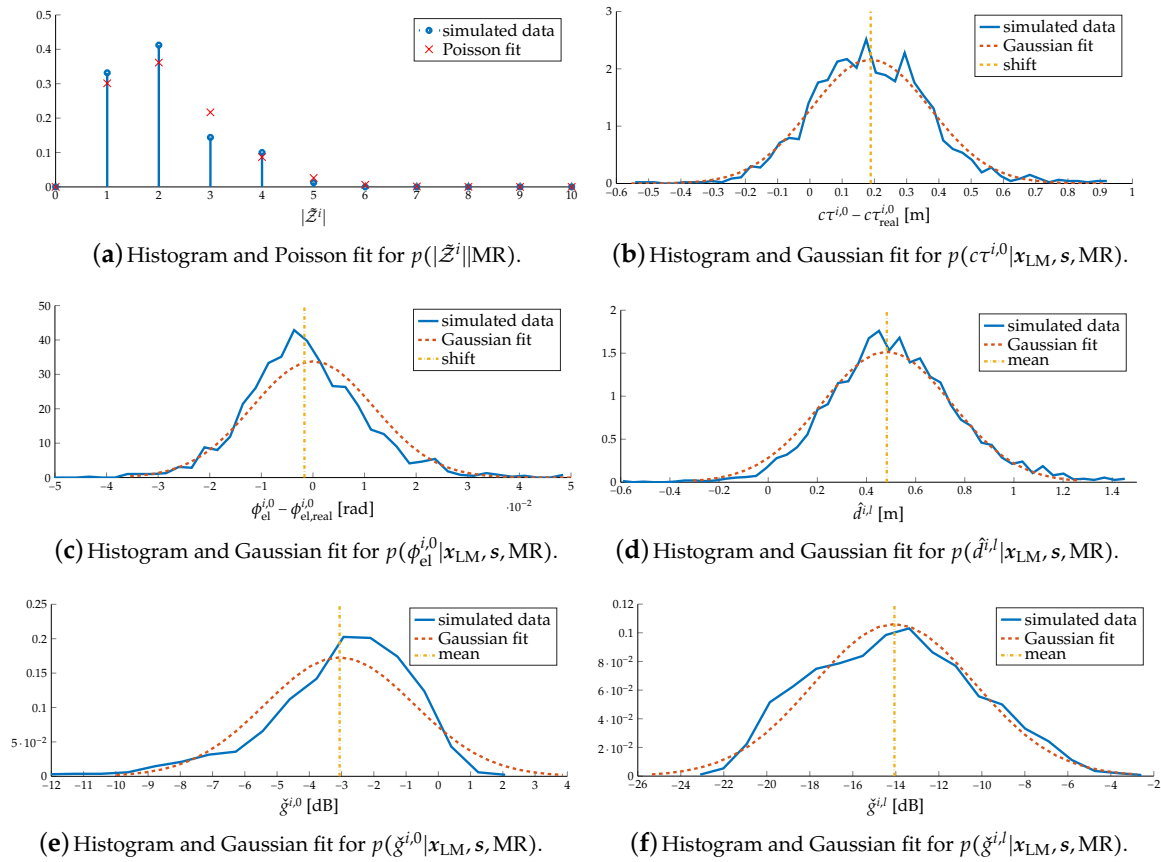 0.5
0.4
0.3
0.2
0.1
0
0 1 2 3 4 5 6 7 8 9 10
|𝒵̃ⁱ|
simulated data
Poisson fit
(a) Histogram and Poisson fit for p(|𝒵̃ⁱ||MR).
3
2
1
0
−0.6 −0.5 −0.4 −0.3 −0.2 −0.1 0 0.1 0.2 0.3 0.4 0.5 0.6 0.7 0.8 0.9 1
cτ^{i,0} − cτ^{i,0}_{real} [m]
simulated data
Gaussian fit
shift
(b) Histogram and Gaussian fit for p(cτ^{i,0}|x_{LM}, s, MR).
50
40
30
20
10
0
−5 −4 −3 −2 −1 0 1 2 3 4 5
ϕ^{i,0}_{el} − ϕ^{i,0}_{el,real} [rad]
·10^{−2}
simulated data
Gaussian fit
shift
(c) Histogram and Gaussian fit for p(ϕ^{i,0}_{el}|x_{LM}, s, MR).
2
1.5
1
0.5
0
−0.6 −0.4 −0.2 0 0.2 0.4 0.6 0.8 1 1.2 1.4
d̂^{i,l} [m]
simulated data
Gaussian fit
mean
(d) Histogram and Gaussian fit for p(d̂^{i,l}|x_{LM}, s, MR).
0.25
0.2
0.15
0.1
5·10^{−2}
0
−12 −11 −10 −9 −8 −7 −6 −5 −4 −3 −2 −1 0 1 2 3 4
ǧ^{i,0} [dB]
simulated data
Gaussian fit
mean
(e) Histogram and Gaussian fit for p(ǧ^{i,0}|x_{LM}, s, MR).
0.12
0.1
8·10^{−2}
6·10^{−2}
4·10^{−2}
2·10^{−2}
0
−26 −24 −22 −20 −18 −16 −14 −12 −10 −8 −6 −4 −2
ǧ^{i,l} [dB]
simulated data
Gaussian fit
mean
(f) Histogram and Gaussian fit for p(ǧ^{i,l}|x_{LM}, s, MR).